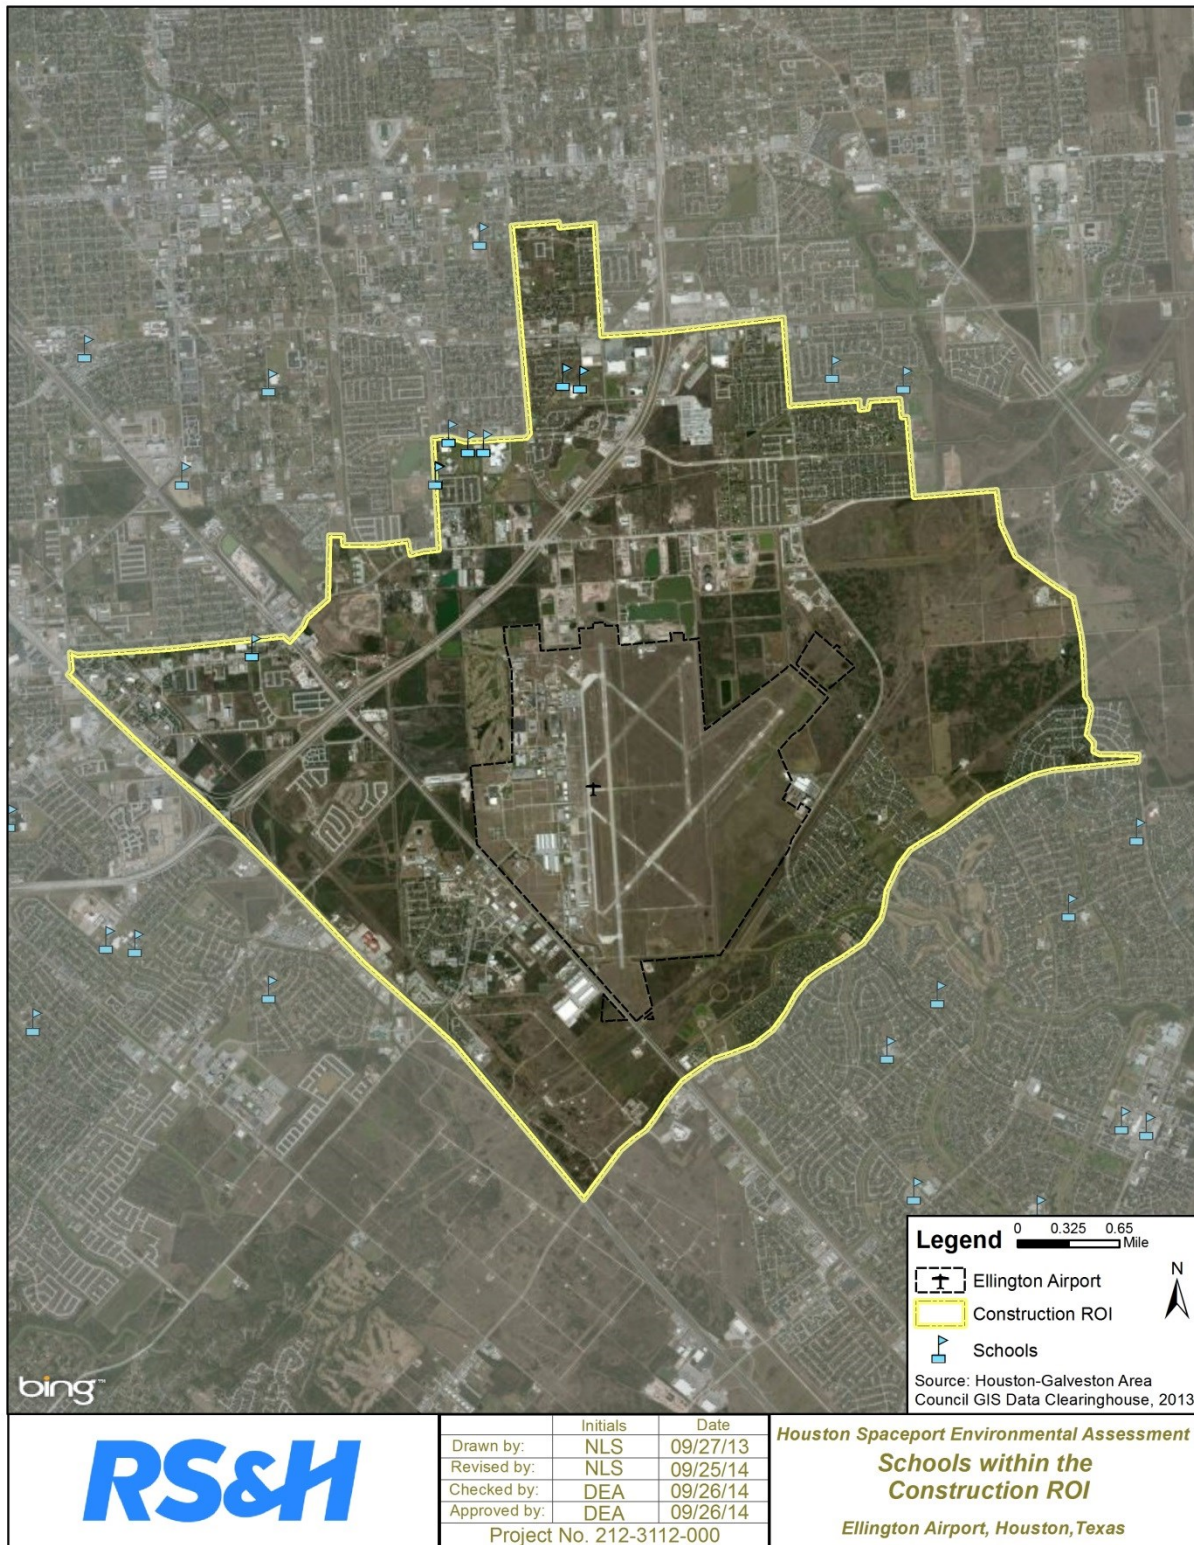 Legend 0 0.325 0.65
Mile
N
Ellington Airport
Construction ROI
Schools
Source: Houston-Galveston Area
Council GIS Data Clearinghouse, 2013
bing™
RS&H
Initials Date
Drawn by: NLS 09/27/13
Revised by: NLS 09/25/14
Checked by: DEA 09/26/14
Approved by: DEA 09/26/14
Project No. 212-3112-000
Houston Spaceport Environmental Assessment
Schools within the
Construction ROI
Ellington Airport, Houston,Texas